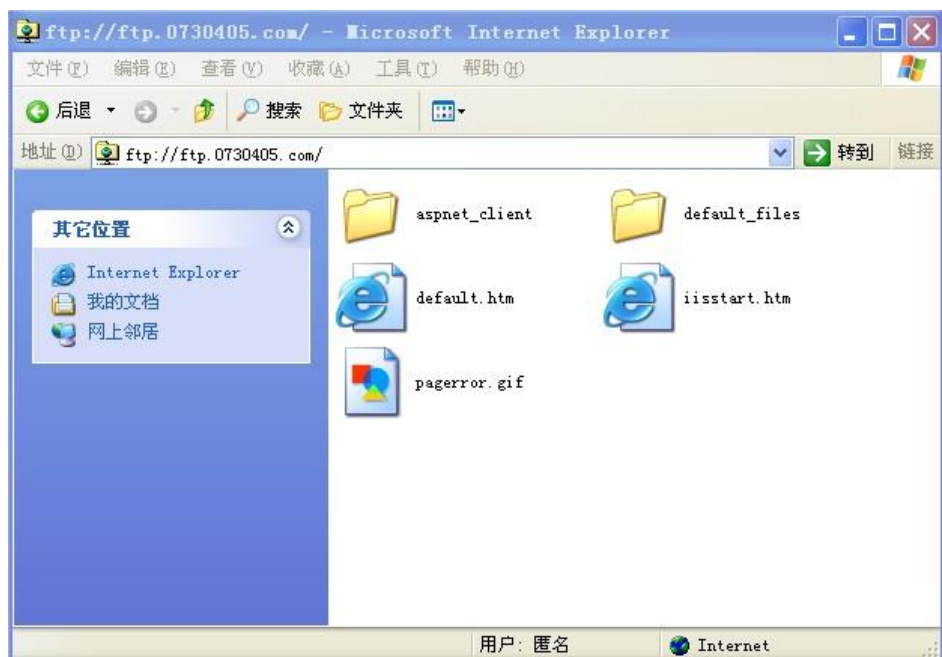 ftp://ftp.0730405.com/ - Microsoft Internet Explorer
文件(F) 编辑(E) 查看(V) 收藏(A) 工具(T) 帮助(H)
后退 搜索 文件夹
地址(D) ftp://ftp.0730405.com/ 转到 链接
其它位置
Internet Explorer
我的文档
网上邻居
aspnet_client default_files
default.htm iisstart.htm
pagerror.gif
用户: 匿名 Internet